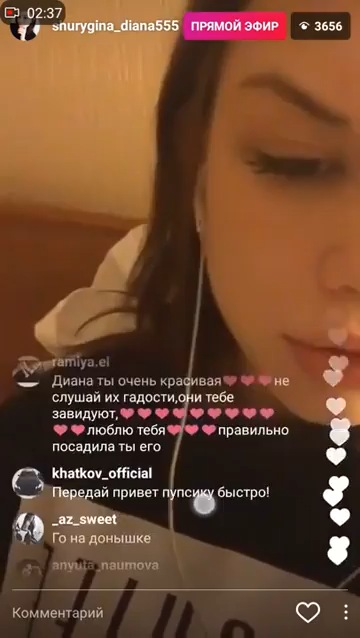 02:37
shurygina_diana555 ПРЯМОЙ ЭФИР 3656
ramiya.el
Диана ты очень красивая❤❤❤не
слушай их гадости,они тебе
завидуют,❤❤❤❤❤❤❤❤❤
❤❤люблю тебя❤❤❤правильно
посадила ты его
khatkov_official
Передай привет пупсику быстро!
_az_sweet
Го на донышке
anyuta_naumova
Комментарий